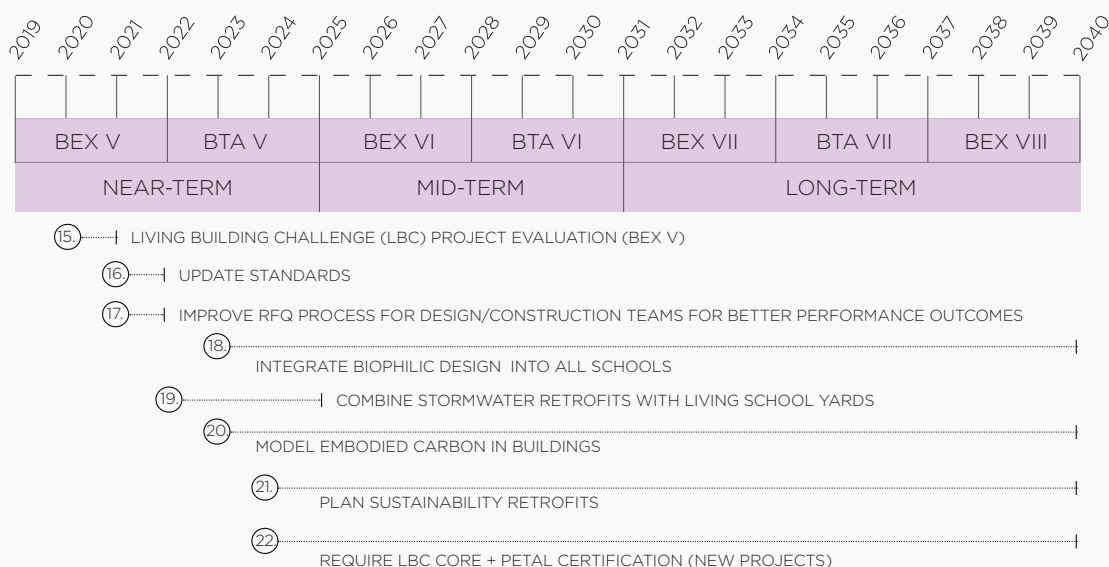 2019 2020 2021 2022 2023 2024 2025 2026 2027 2028 2029 2030 2031 2032 2033 2034 2035 2036 2037 2038 2039 2040
BEX V BTA V BEX VI BTA VI BEX VII BTA VII BEX VIII
NEAR-TERM MID-TERM LONG-TERM
15. LIVING BUILDING CHALLENGE (LBC) PROJECT EVALUATION (BEX V)
16. UPDATE STANDARDS
17. IMPROVE RFQ PROCESS FOR DESIGN/CONSTRUCTION TEAMS FOR BETTER PERFORMANCE OUTCOMES
18.
INTEGRATE BIOPHILIC DESIGN INTO ALL SCHOOLS
19. COMBINE STORMWATER RETROFITS WITH LIVING SCHOOL YARDS
20.
MODEL EMBODIED CARBON IN BUILDINGS
21.
PLAN SUSTAINABILITY RETROFITS
22.
REQUIRE LBC CORE + PETAL CERTIFICATION (NEW PROJECTS)